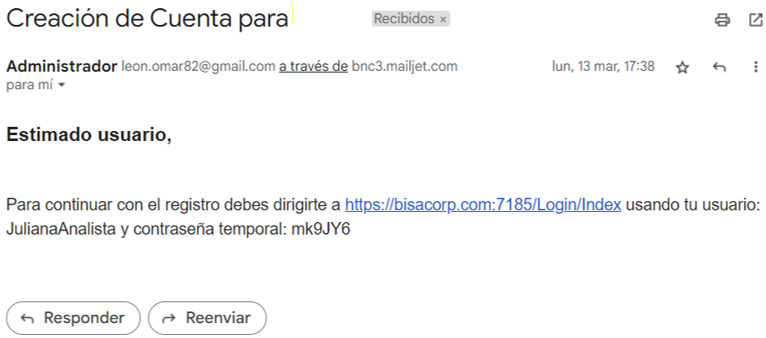 Creación de Cuenta para
Recibidos ×
Administrador leon.omar82@gmail.com a través de bnc3.mailjet.com
lun, 13 mar, 17:38
para mí
Estimado usuario,
Para continuar con el registro debes dirigirte a https://bisacorp.com:7185/Login/Index usando tu usuario:
JulianaAnalista y contraseña temporal: mk9JY6
Responder
Reenviar